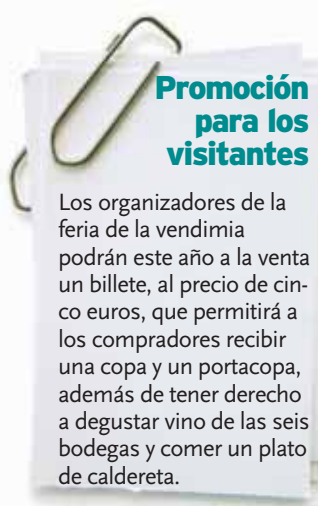 Promoción
para los
visitantes
Los organizadores de la
feria de la vendimia
podrán este año a la venta
un billete, al precio de cin-
co euros, que permitirá a
los compradores recibir
una copa y un portacopa,
además de tener derecho
a degustar vino de las seis
bodegas y comer un plato
de caldereta.